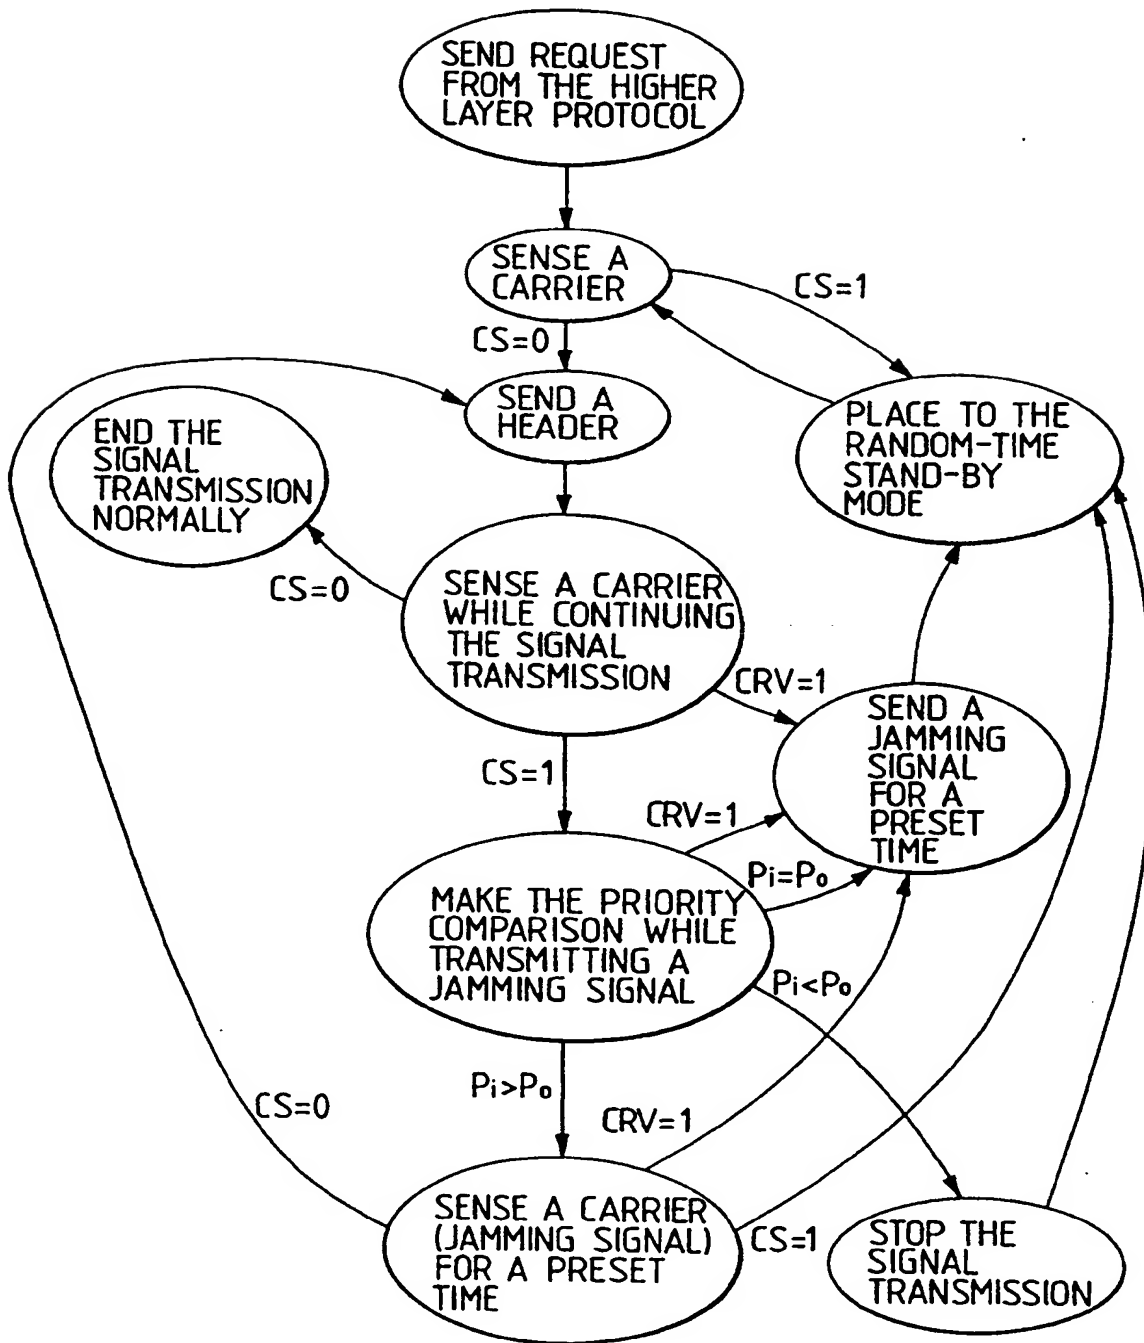 SEND REQUEST
FROM THE HIGHER
LAYER PROTOCOL
SENSE A
CARRIER
CS=1
CS=0
SEND A
HEADER
PLACE TO THE
RANDOM-TIME
STAND-BY
MODE
END THE
SIGNAL
TRANSMISSION
NORMALLY
CS=0
SENSE A CARRIER
WHILE CONTINUING
THE SIGNAL
TRANSMISSION
CRV=1
SEND A
JAMMING
SIGNAL
FOR A
PRESET
TIME
CS=1
CRV=1
Pi=Po
MAKE THE PRIORITY
COMPARISON WHILE
TRANSMITTING A
JAMMING SIGNAL
Pi<Po
Pi>Po
CS=0
CRV=1
SENSE A CARRIER
(JAMMING SIGNAL)
FOR A PRESET
TIME
CS=1
STOP THE
SIGNAL
TRANSMISSION